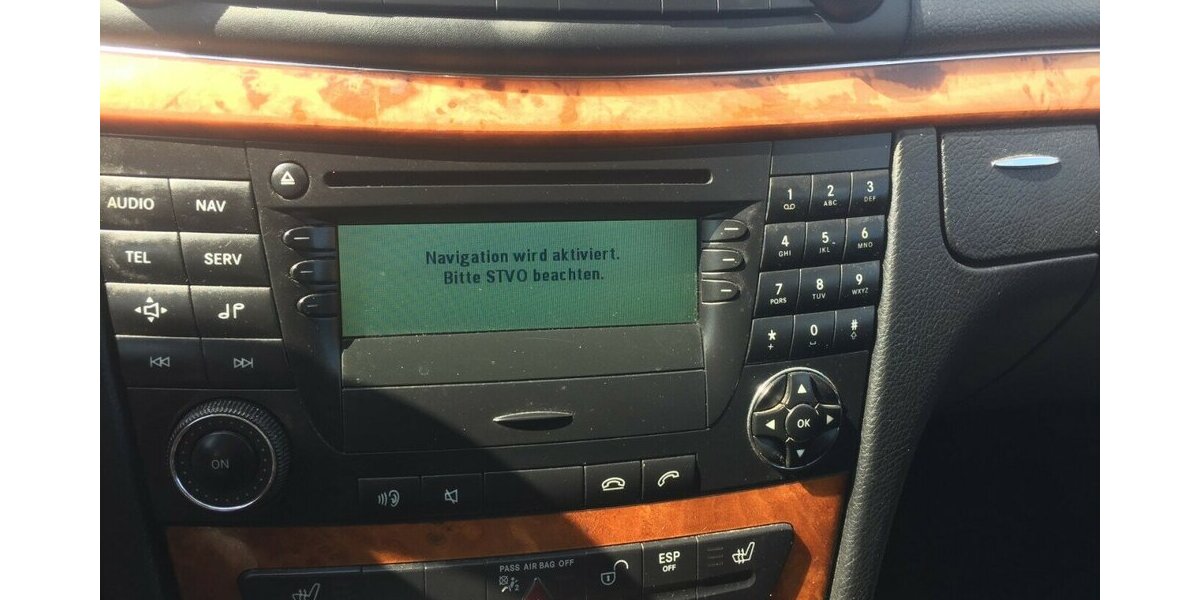 AUDIO
NAV
TEL
SERV
ON
Navigation wird aktiviert.
Bitte STVO beachten.
1
2
ABC
3
DEF
4
GHI
5
JKL
6
MNO
7
PQRS
8
TUV
9
WXYZ
*
+
0
#
OK
PASS AIR BAG OFF
2
ESP
OFF